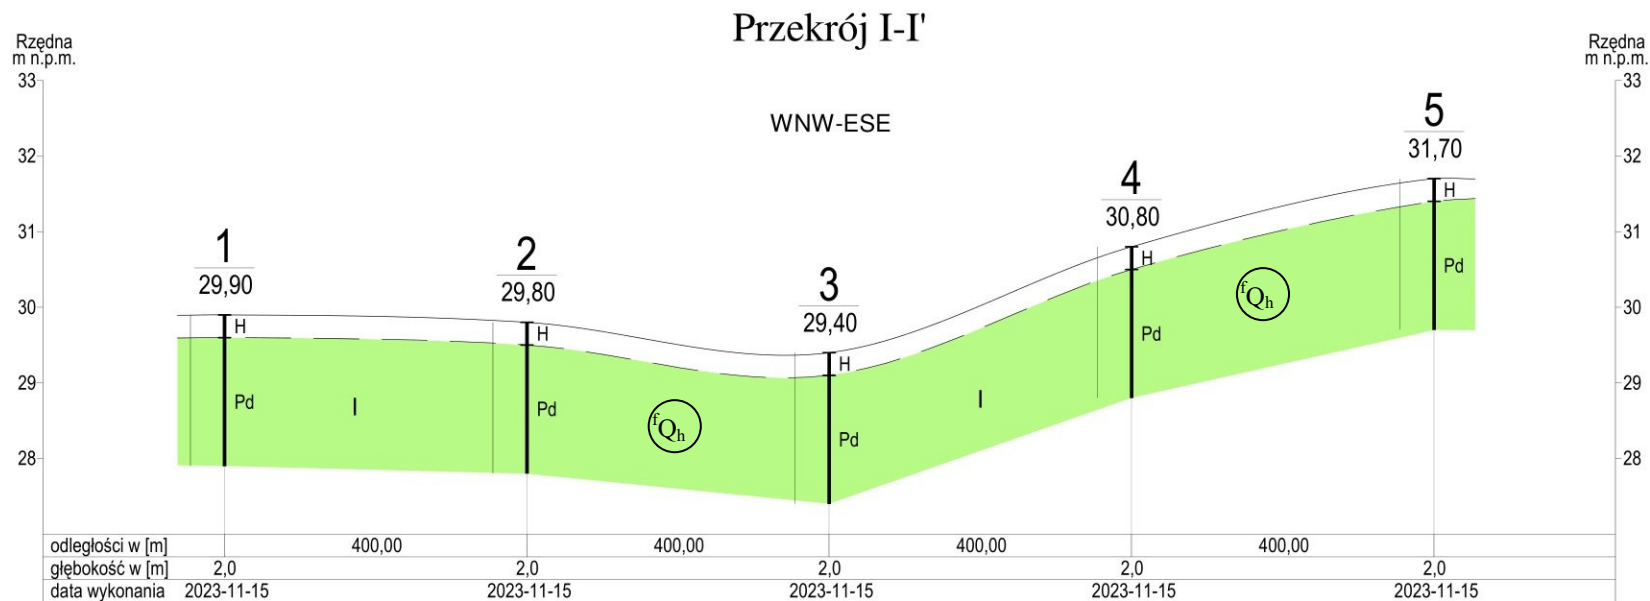 Przekrój I-I'
Rzędna
m n.p.m.
Rzędna
m n.p.m.
WNW-ESE
33
32
31
30
29
28
33
32
31
30
29
28
1
29,90
H
Pd
I
2
29,80
H
Pd
fQh
3
29,40
H
Pd
I
4
30,80
H
Pd
fQh
5
31,70
H
Pd
odległości w [m] 400,00 400,00 400,00 400,00
głębokość w [m] 2,0 2,0 2,0 2,0 2,0
data wykonania 2023-11-15 2023-11-15 2023-11-15 2023-11-15 2023-11-15